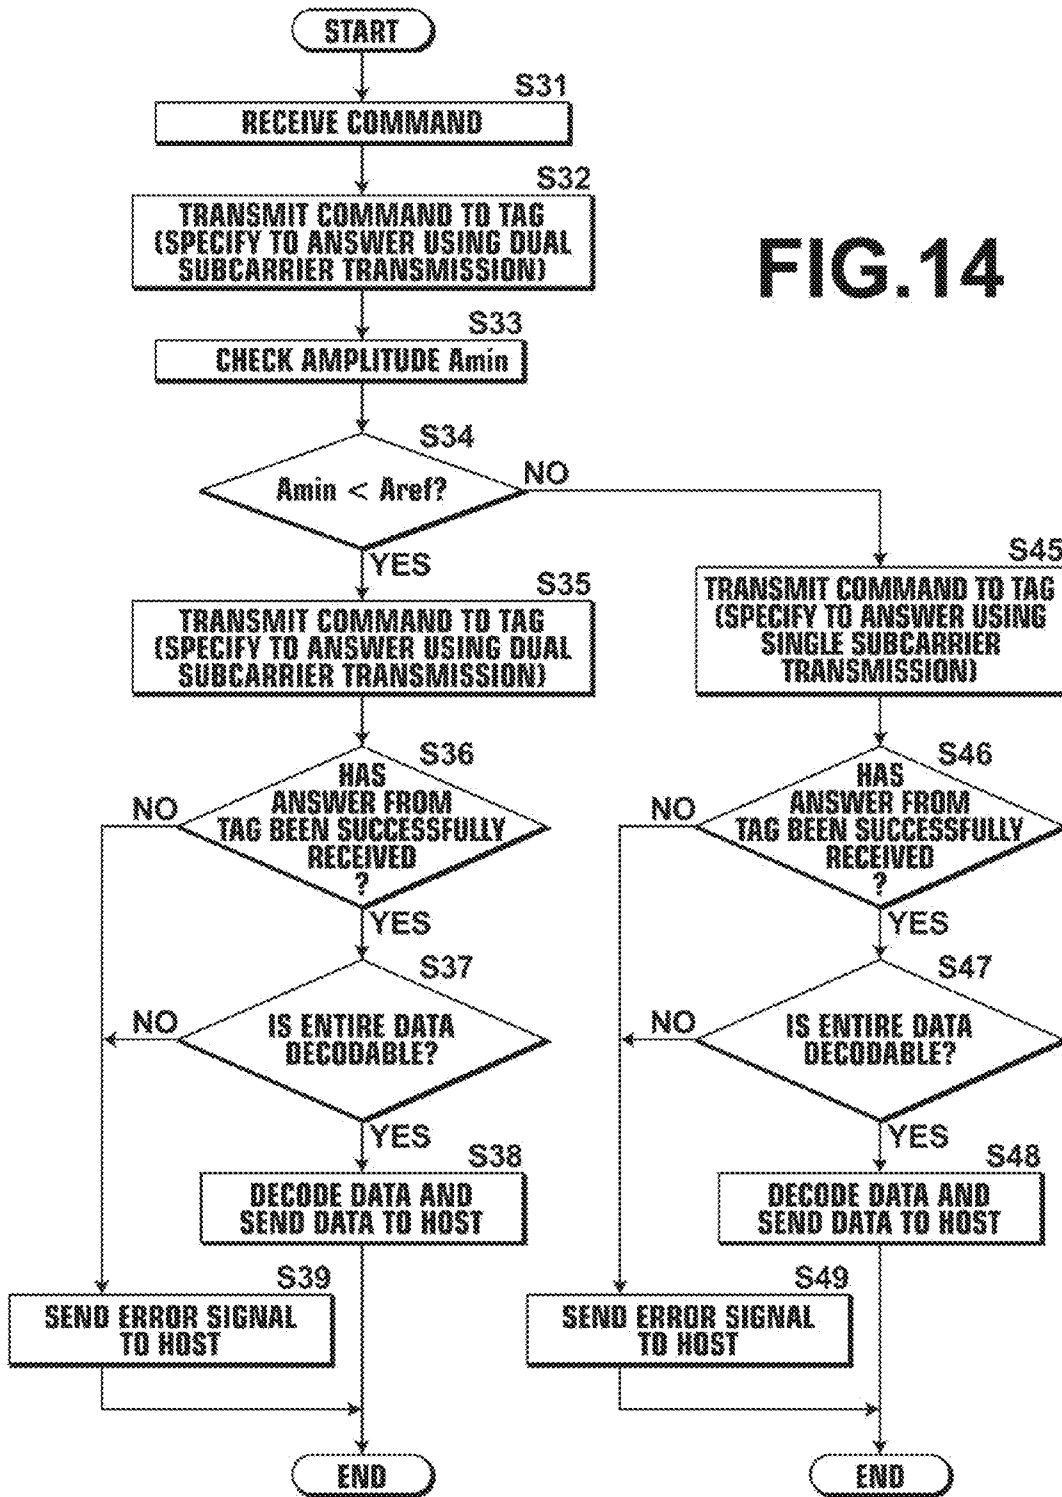 START
S31
RECEIVE COMMAND
S32
TRANSMIT COMMAND TO TAG
(SPECIFY TO ANSWER USING DUAL
SUBCARRIER TRANSMISSION)
FIG.14
S33
CHECK AMPLITUDE Amin
S34
Amin < Aref?
NO
YES
S35
TRANSMIT COMMAND TO TAG
(SPECIFY TO ANSWER USING DUAL
SUBCARRIER TRANSMISSION)
S36
HAS
ANSWER FROM
TAG BEEN SUCCESSFULLY
RECEIVED
?
NO
YES
S37
IS ENTIRE DATA
DECODABLE?
NO
YES
S38
DECODE DATA AND
SEND DATA TO HOST
S39
SEND ERROR SIGNAL
TO HOST
END
S45
TRANSMIT COMMAND TO TAG
(SPECIFY TO ANSWER USING
SINGLE SUBCARRIER
TRANSMISSION)
S46
HAS
ANSWER FROM
TAG BEEN SUCCESSFULLY
RECEIVED
?
NO
YES
S47
IS ENTIRE DATA
DECODABLE?
NO
YES
S48
DECODE DATA AND
SEND DATA TO HOST
S49
SEND ERROR SIGNAL
TO HOST
END